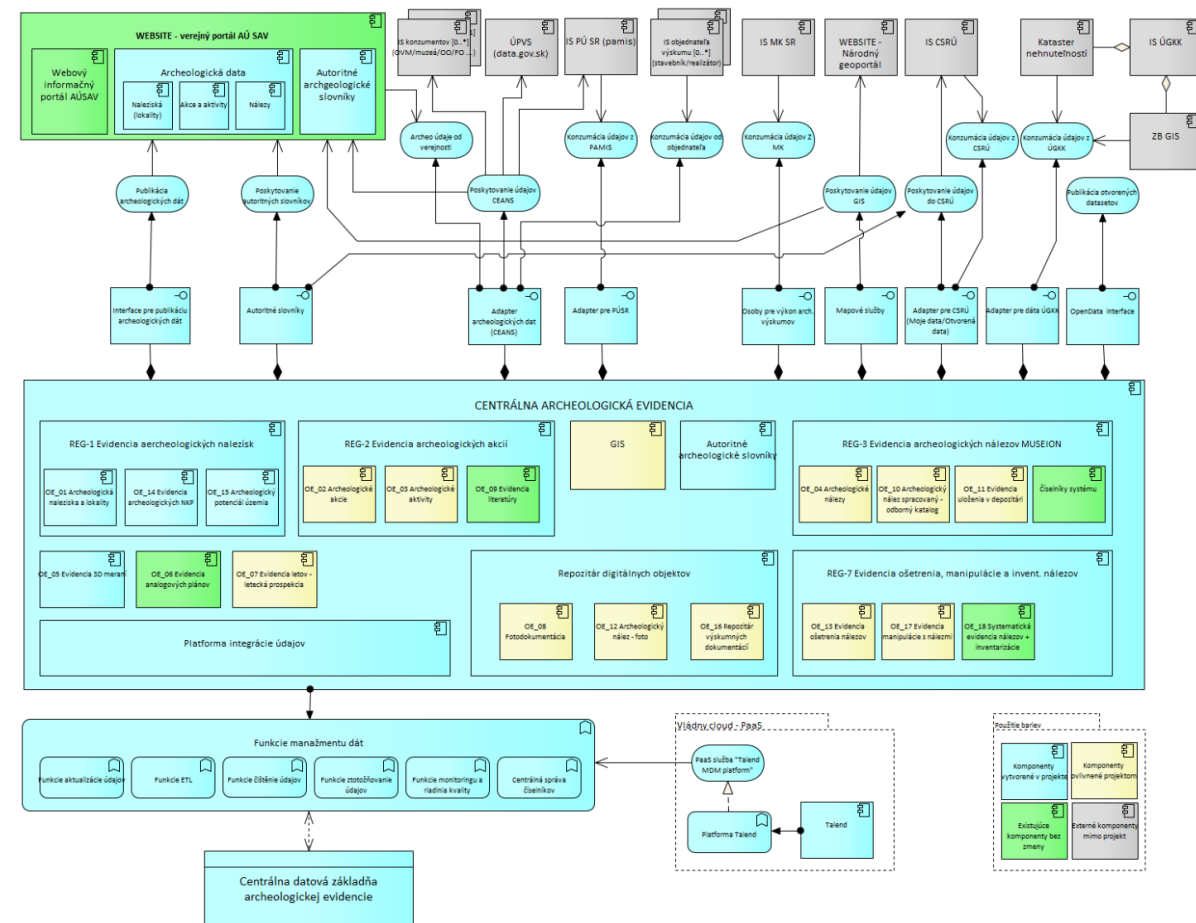 WEBSITE - verejný portál AÚ SAV
Webový
informačný
portál AÚSAV
Archeologická data
Naleziská
(lokality)
Akce a aktivity
Nálezy
Autoritné
archgeologické
slovníky
IS konzumentov [0..*]
(OVM/muzeá/OO/FO ...)
ÚPVS
(data.gov.sk)
IS PÚ SR (pamis)
IS objednateľa
výskumu [0..*]
(stavebník/realizátor)
IS MK SR
WEBSITE -
Národný
geoportál
IS CSRÚ
Kataster
nehnuteľností
IS ÚGKK
ZB GIS
Archeo údaje od
verejnosti
Konzumácia údajov z
PAMIS
Konzumácia údajov od
objednateľa
Konzumácia údajov Z
MK
Konzumácia údajov z
CSRÚ
Konzumácia údajov z
ÚGKK
Publikácia
archeologických dát
Poskytovanie
autoritných slovníkov
Poskytovanie údajov
CEANS
Poskytovanie údajov
GIS
Poskytovanie údajov
do CSRÚ
Publikácia otvorených
datasetov
Interface pre publikáciu
archeologických dát
Autoritné slovníky
Adapter
archeologických dat
(CEANS)
Adapter pre PÚSR
Osoby pre výkon arch.
výskumov
Mapové služby
Adapter pre CSRÚ
(Moje data/Otvorená
data)
Adapter pre dáta ÚGKK
OpenData interface
CENTRÁLNA ARCHEOLOGICKÁ EVIDENCIA
REG-1 Evidencia aercheologických nalezísk
OE_01 Archeologická
naleziska a lokality
OE_14 Evidencia
archeologických NKP
OE_15 Archeologický
potenciál územia
REG-2 Evidencia archeologických akcií
OE_02 Archeologické
akcie
OE_03 Archeologické
aktivity
OE_09 Evidencia
literatúry
GIS
Autoritné
archeologické slovníky
REG-3 Evidencia archeologických nálezov MUSEION
OE_04 Archeologické
nálezy
OE_10 Archeologický
nález spracovaný -
odborný katalog
OE_11 Evidencia
uloženia v depozitári
Číselníky systému
OE_05 Evidencia 3D meraní
OE_06 Evidencia
analogových plánov
OE_07 Evidencia letov -
letecká prospekcia
Repozitár digitálnych objektov
OE_08
Fotodokumentácia
OE_12 Archeologický
nález - foto
OE_16 Repozitár
výskumných
dokumentácií
REG-7 Evidencia ošetrenia, manipulácie a invent. nálezov
OE_13 Evidencia
ošetrenia nálezov
OE_17 Evidencia
manipulácie s nálezmi
OE_18 Systematická
evidencia nálezov +
inventarizácie
Platforma integrácie údajov
Funkcie manažmentu dát
Funkcie aktualizácie údajov
Funkcie ETL
Funkcie čištěnie údajov
Funkcie ztotožňovanie
údajov
Funkcie monitoringu a
riadinia kvality
Centrálná správa
číselníkov
Vládny cloud - PaaS
PaaS služba "Talend
MDM platform"
Platforma Talend
Talend
Použitie bariev
Komponenty
vytvorené v projekte
Komponenty
ovlivnené projektom
Existujúce
komponenty bez
zmeny
Externé komponenty
mimo projekt
Centrálna datová základňa
archeologickej evidencie